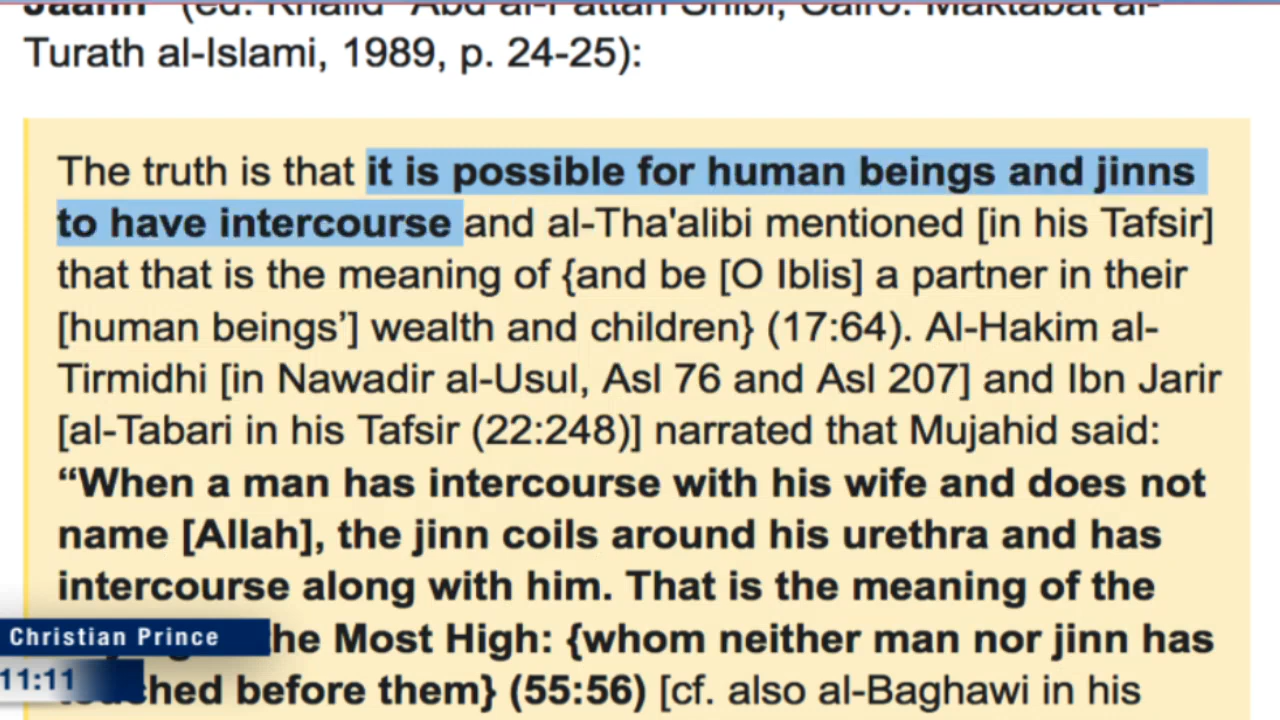 Turath al-Islami, 1989, p. 24-25):
The truth is that it is possible for human beings and jinns
to have intercourse and al-Tha'alibi mentioned [in his Tafsir]
that that is the meaning of {and be [O Iblis] a partner in their
[human beings’] wealth and children} (17:64). Al-Hakim al-
Tirmidhi [in Nawadir al-Usul, Asl 76 and Asl 207] and Ibn Jarir
[al-Tabari in his Tafsir (22:248)] narrated that Mujahid said:
“When a man has intercourse with his wife and does not
name [Allah], the jinn coils around his urethra and has
intercourse along with him. That is the meaning of the
Christian Prince
he Most High: {whom neither man nor jinn has
11:11
ched before them} (55:56) [cf. also al-Baghawi in his